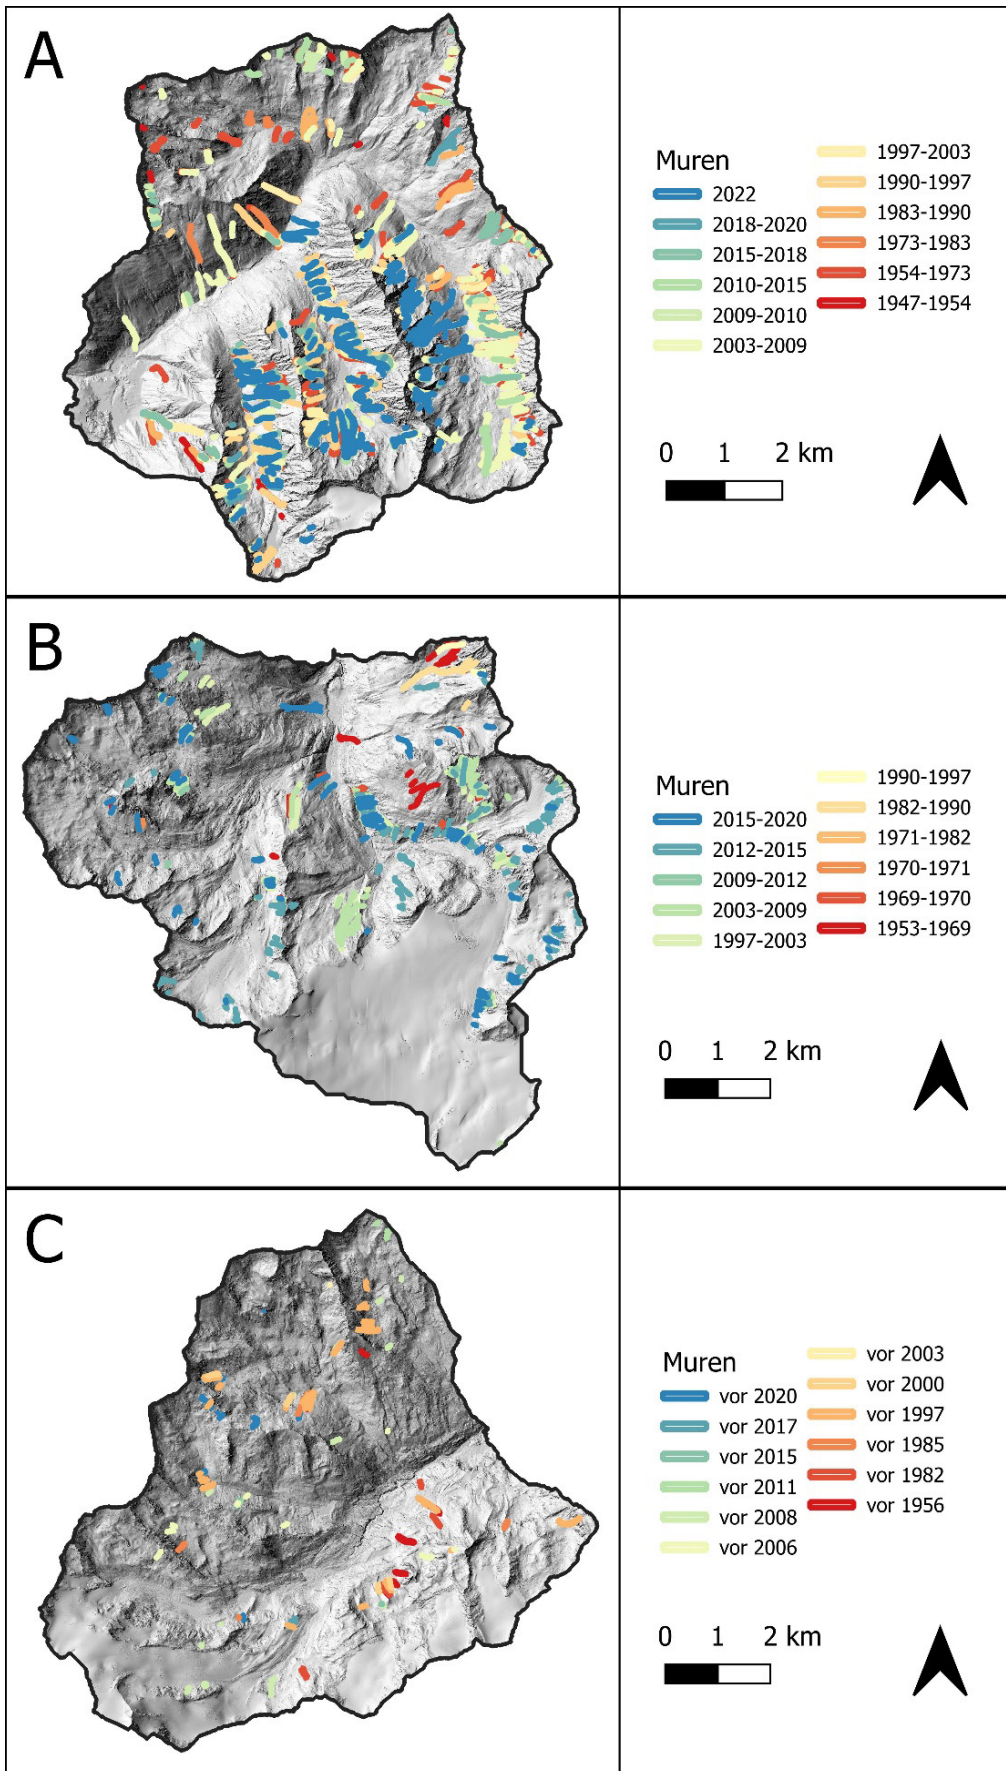 A
Muren
2022
2018-2020
2015-2018
2010-2015
2009-2010
2003-2009
1997-2003
1990-1997
1983-1990
1973-1983
1954-1973
1947-1954
0 1 2 km
B
Muren
2015-2020
2012-2015
2009-2012
2003-2009
1997-2003
1990-1997
1982-1990
1971-1982
1970-1971
1969-1970
1953-1969
0 1 2 km
C
Muren
vor 2020
vor 2017
vor 2015
vor 2011
vor 2008
vor 2006
vor 2003
vor 2000
vor 1997
vor 1985
vor 1982
vor 1956
0 1 2 km